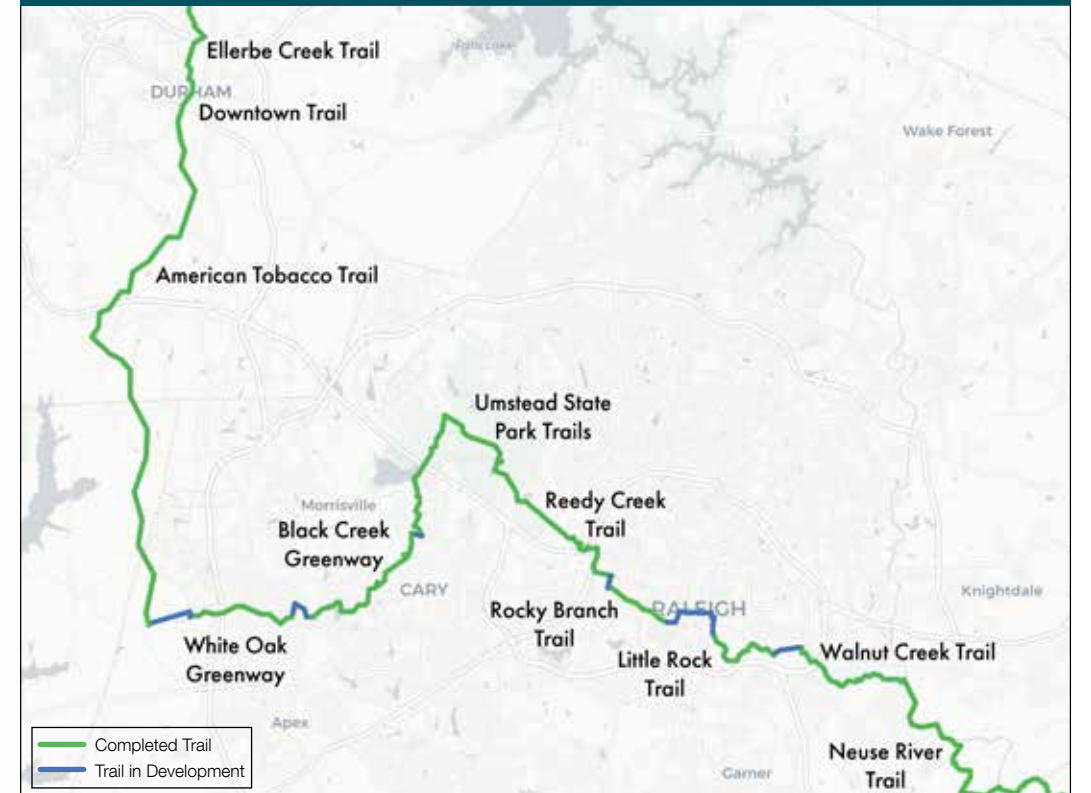 Ellerbe Creek Trail
Falls Lake
DURHAM
Downtown Trail
Wake Forest
American Tobacco Trail
Umstead State
Park Trails
Morrisville
Reedy Creek
Trail
Black Creek
Greenway
CARY
Knightdale
Rocky Branch
Trail
RALEIGH
White Oak
Greenway
Little Rock
Trail
Walnut Creek Trail
Apex
Completed Trail
Trail in Development
Neuse River
Trail
Garner